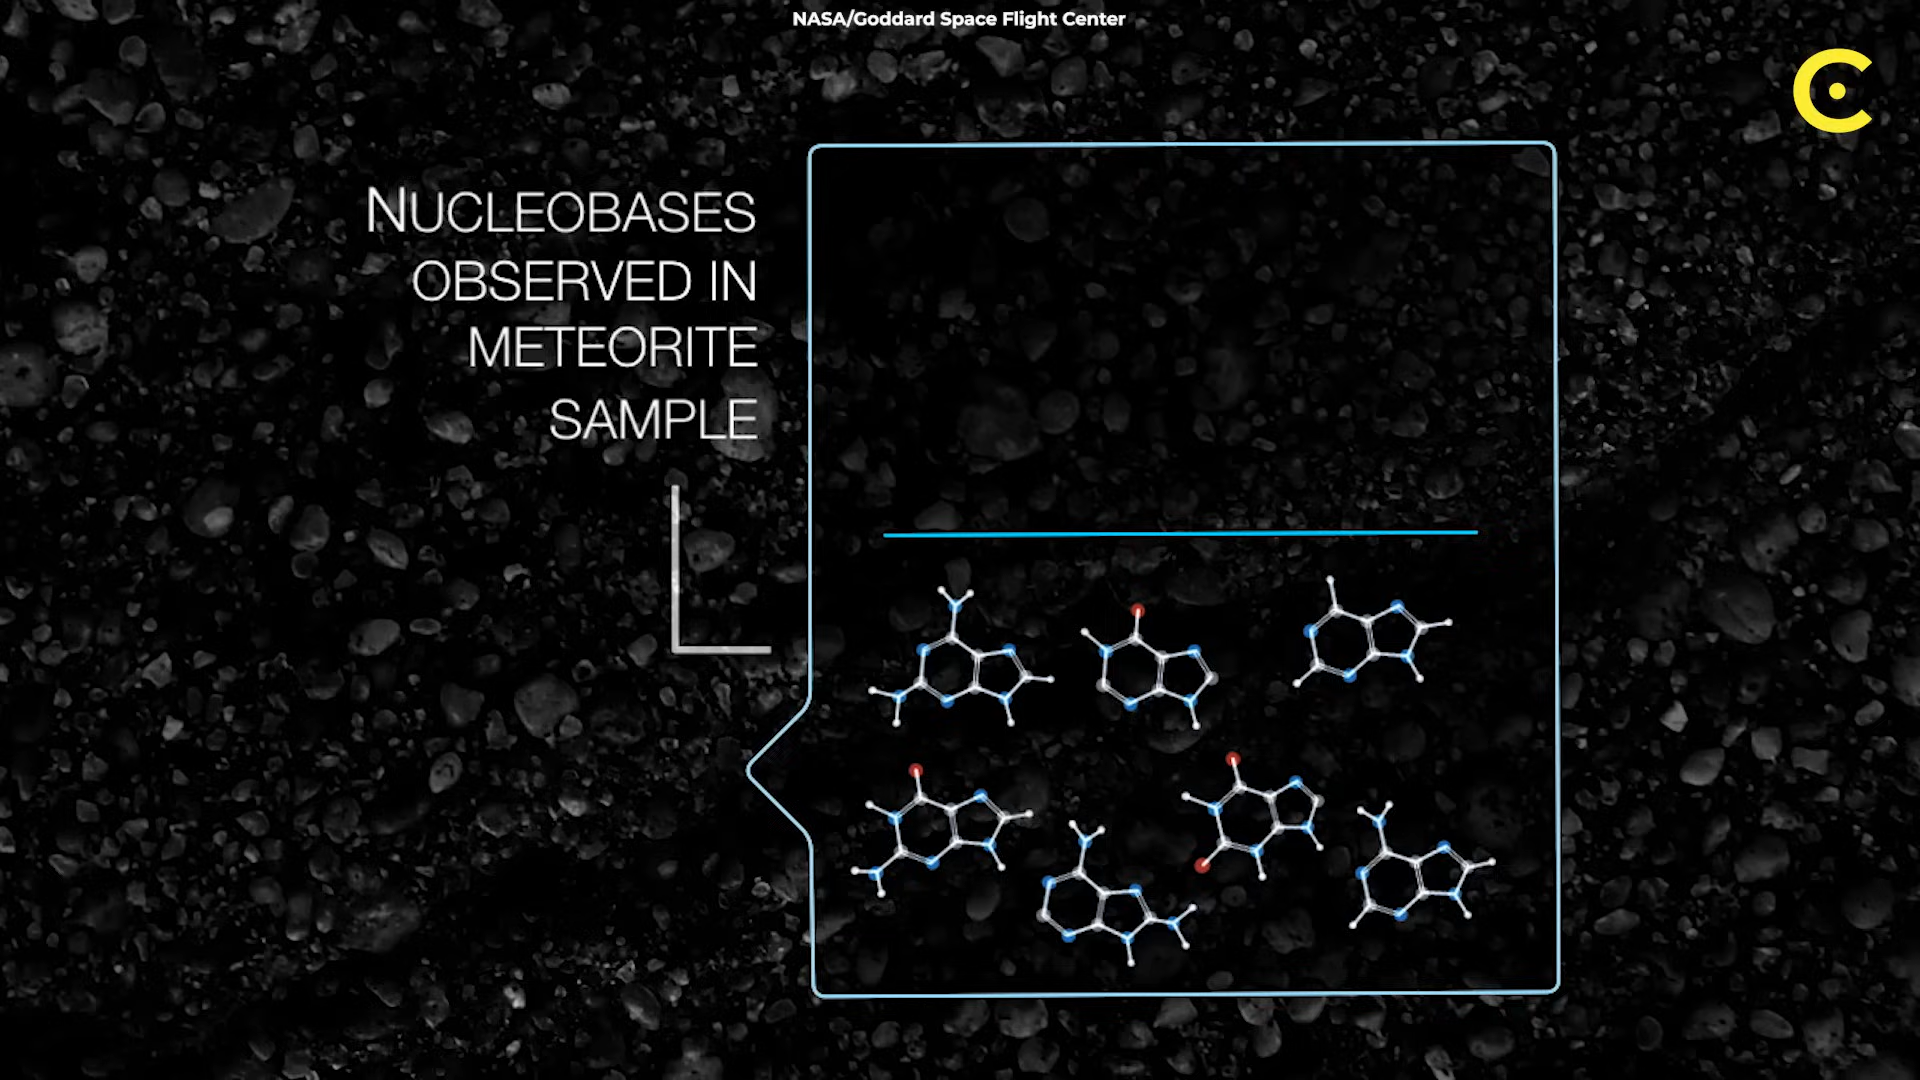 NASA/Goddard Space Flight Center
NUCLEOBASES
OBSERVED IN
METEORITE
SAMPLE